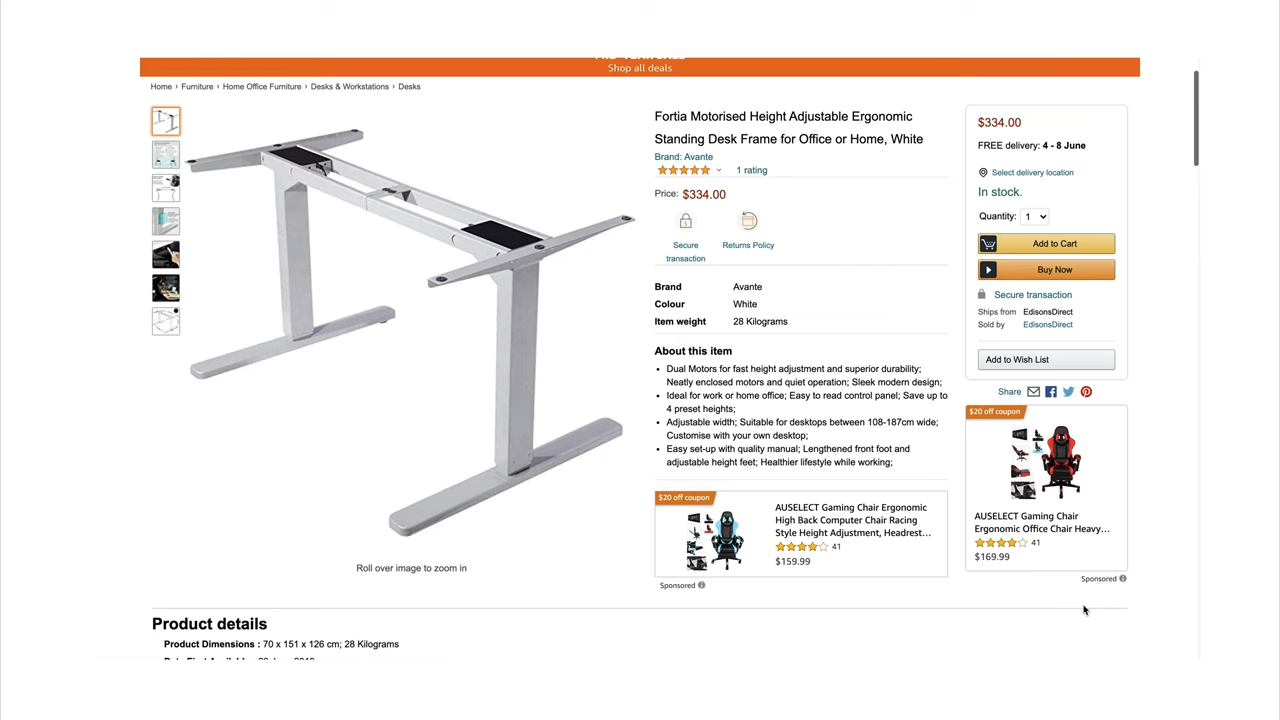 Shop all deals
Home › Furniture › Home Office Furniture › Desks & Workstations › Desks
Fortia Motorised Height Adjustable Ergonomic
Standing Desk Frame for Office or Home, White
Brand: Avante
1 rating
Price: $334.00
Secure
transaction
Returns Policy
Brand Avante
Colour White
Item weight 28 Kilograms
About this item
• Dual Motors for fast height adjustment and superior durability;
Neatly enclosed motors and quiet operation; Sleek modern design;
• Ideal for work or home office; Easy to read control panel; Save up to
4 preset heights;
• Adjustable width; Suitable for desktops between 108-187cm wide;
Customise with your own desktop;
• Easy set-up with quality manual; Lengthened front foot and
adjustable height feet; Healthier lifestyle while working;
$20 off coupon
AUSELECT Gaming Chair Ergonomic
High Back Computer Chair Racing
Style Height Adjustment, Headrest...
41
$159.99
Sponsored
$334.00
FREE delivery: 4 - 8 June
Select delivery location
In stock.
Quantity: 1
Add to Cart
Buy Now
Secure transaction
Ships from EdisonsDirect
Sold by EdisonsDirect
Add to Wish List
Share
$20 off coupon
AUSELECT Gaming Chair
Ergonomic Office Chair Heavy...
41
$169.99
Sponsored
Roll over image to zoom in
Product details
Product Dimensions : 70 x 151 x 126 cm; 28 Kilograms